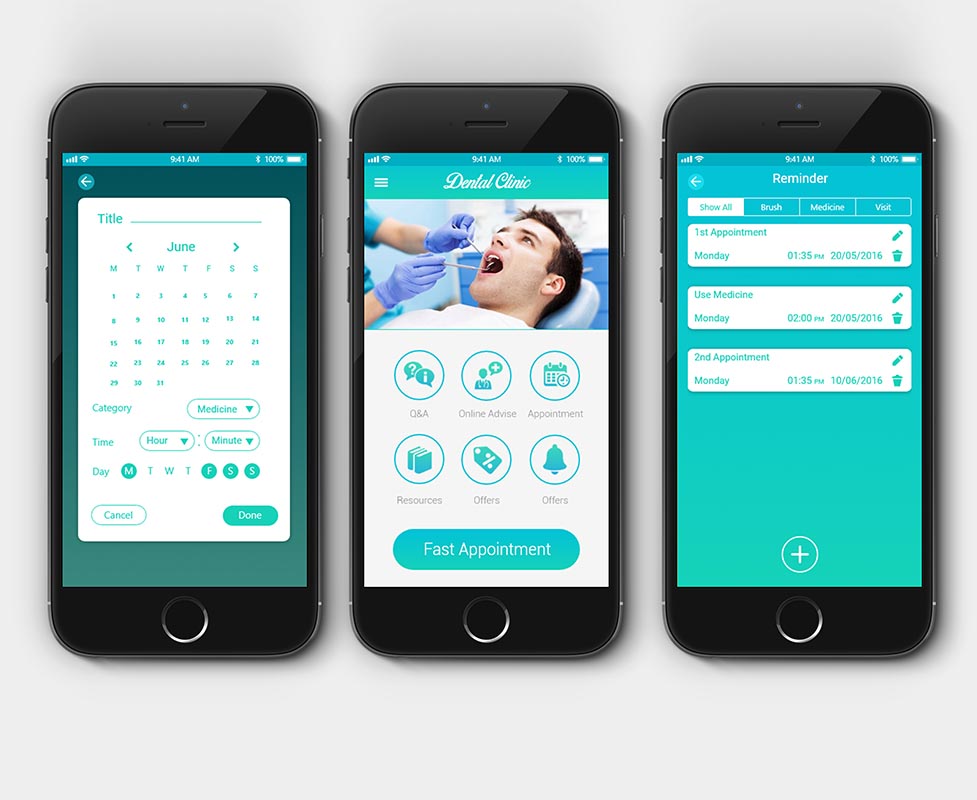 9:41 AM 100%
Title
June
M T W T F S S
1 2 3 4 5 6 7
8 9 10 11 12 13 14
15 16 17 18 19 20 21
22 23 24 25 26 27 28
29 30 31
Category Medicine
Time Hour : Minute
Day M T W T F S S
Cancel Done
9:41 AM 100%
Dental Clinic
Q&A Online Advise Appointment
Resources Offers Offers
Fast Appointment
9:41 AM 100%
Reminder
Show All Brush Medicine Visit
1st Appointment
Monday 01:35 PM 20/05/2016
Use Medicine
Monday 02:00 PM 20/05/2016
2nd Appointment
Monday 01:35 PM 10/06/2016